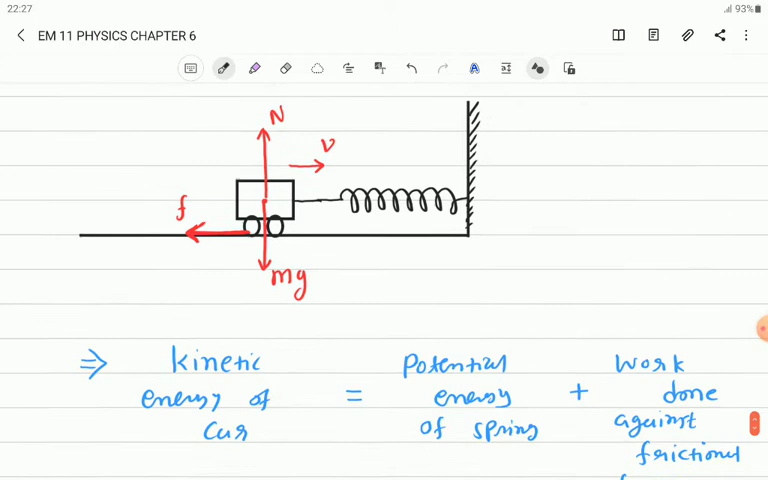 22:27
93%
EM 11 PHYSICS CHAPTER 6
N
v
f
mg
⇒ kinetic energy of car = Potential energy of spring + Work done against frictional